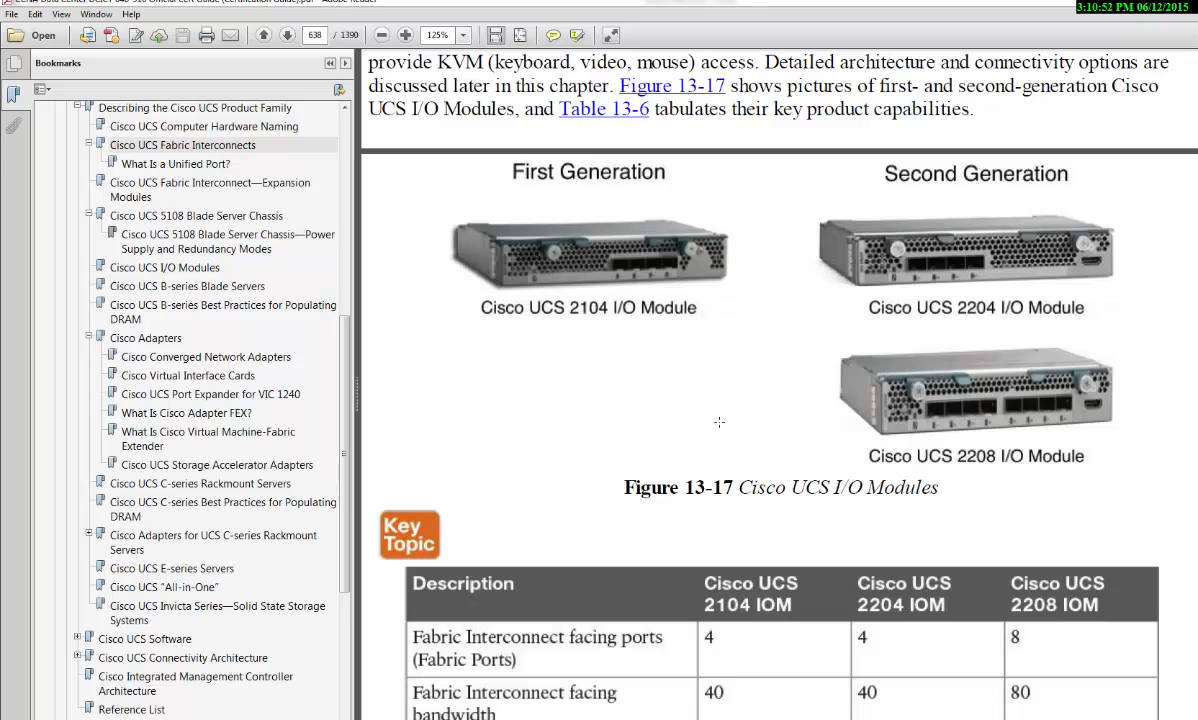 3:10:52 PM 06/12/2015
File Edit View Window Help
Open 638 / 1390 125%
Bookmarks
Describing the Cisco UCS Product Family
Cisco UCS Computer Hardware Naming
Cisco UCS Fabric Interconnects
What Is a Unified Port?
Cisco UCS Fabric Interconnect—Expansion
Modules
Cisco UCS 5108 Blade Server Chassis
Cisco UCS 5108 Blade Server Chassis—Power
Supply and Redundancy Modes
Cisco UCS I/O Modules
Cisco UCS B-series Blade Servers
Cisco UCS B-series Best Practices for Populating
DRAM
Cisco Adapters
Cisco Converged Network Adapters
Cisco Virtual Interface Cards
Cisco UCS Port Expander for VIC 1240
What Is Cisco Adapter FEX?
What Is Cisco Virtual Machine-Fabric
Extender
Cisco UCS Storage Accelerator Adapters
Cisco UCS C-series Rackmount Servers
Cisco UCS C-series Best Practices for Populating
DRAM
Cisco Adapters for UCS C-series Rackmount
Servers
Cisco UCS E-series Servers
Cisco UCS “All-in-One”
Cisco UCS Invicta Series—Solid State Storage
Systems
Cisco UCS Software
Cisco UCS Connectivity Architecture
Cisco Integrated Management Controller
Architecture
Reference List
provide KVM (keyboard, video, mouse) access. Detailed architecture and connectivity options are
discussed later in this chapter. Figure 13-17 shows pictures of first- and second-generation Cisco
UCS I/O Modules, and Table 13-6 tabulates their key product capabilities.
First Generation
Second Generation
Cisco UCS 2104 I/O Module
Cisco UCS 2204 I/O Module
Cisco UCS 2208 I/O Module
Figure 13-17 Cisco UCS I/O Modules
Key
Topic
Description Cisco UCS Cisco UCS Cisco UCS
2104 IOM 2204 IOM 2208 IOM
Fabric Interconnect facing ports 4 4 8
(Fabric Ports)
Fabric Interconnect facing 40 40 80
bandwidth